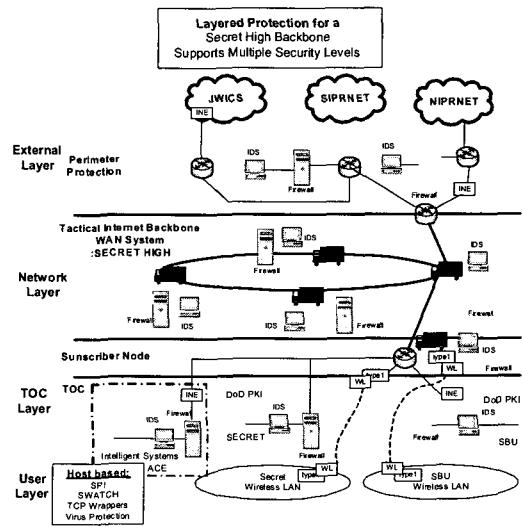 Layered Protection for a
Secret High Backbone
Supports Multiple Security Levels
JWICS
SIPRNET
NIPRNET
INE
External
Layer
Perimeter
Protection
IDS
Firewall
IDS
Firewall
INE
Tactical Internet Backbone
WAN System
:SECRET HIGH
IDS
Firewall
IDS
Network
Layer
Firewall
IDS
IDS
Firewall
Firewall
Sunscriber Node
IDS
type1
WL
Firewall
TOC
Layer
TOC
INE
DoD PKI
type1
WL
DoD PKI
INE
IDS
Firewall
IDS
SECRET
Firewall
IDS
Firewall
SBU
Intelligent Systems
ACE
User
Layer
Host based:
SPI
SWATCH
TCP Wrappers
Virus Protection
WL
type1
Secret
Wireless LAN
WL
type1
SBU
Wireless LAN